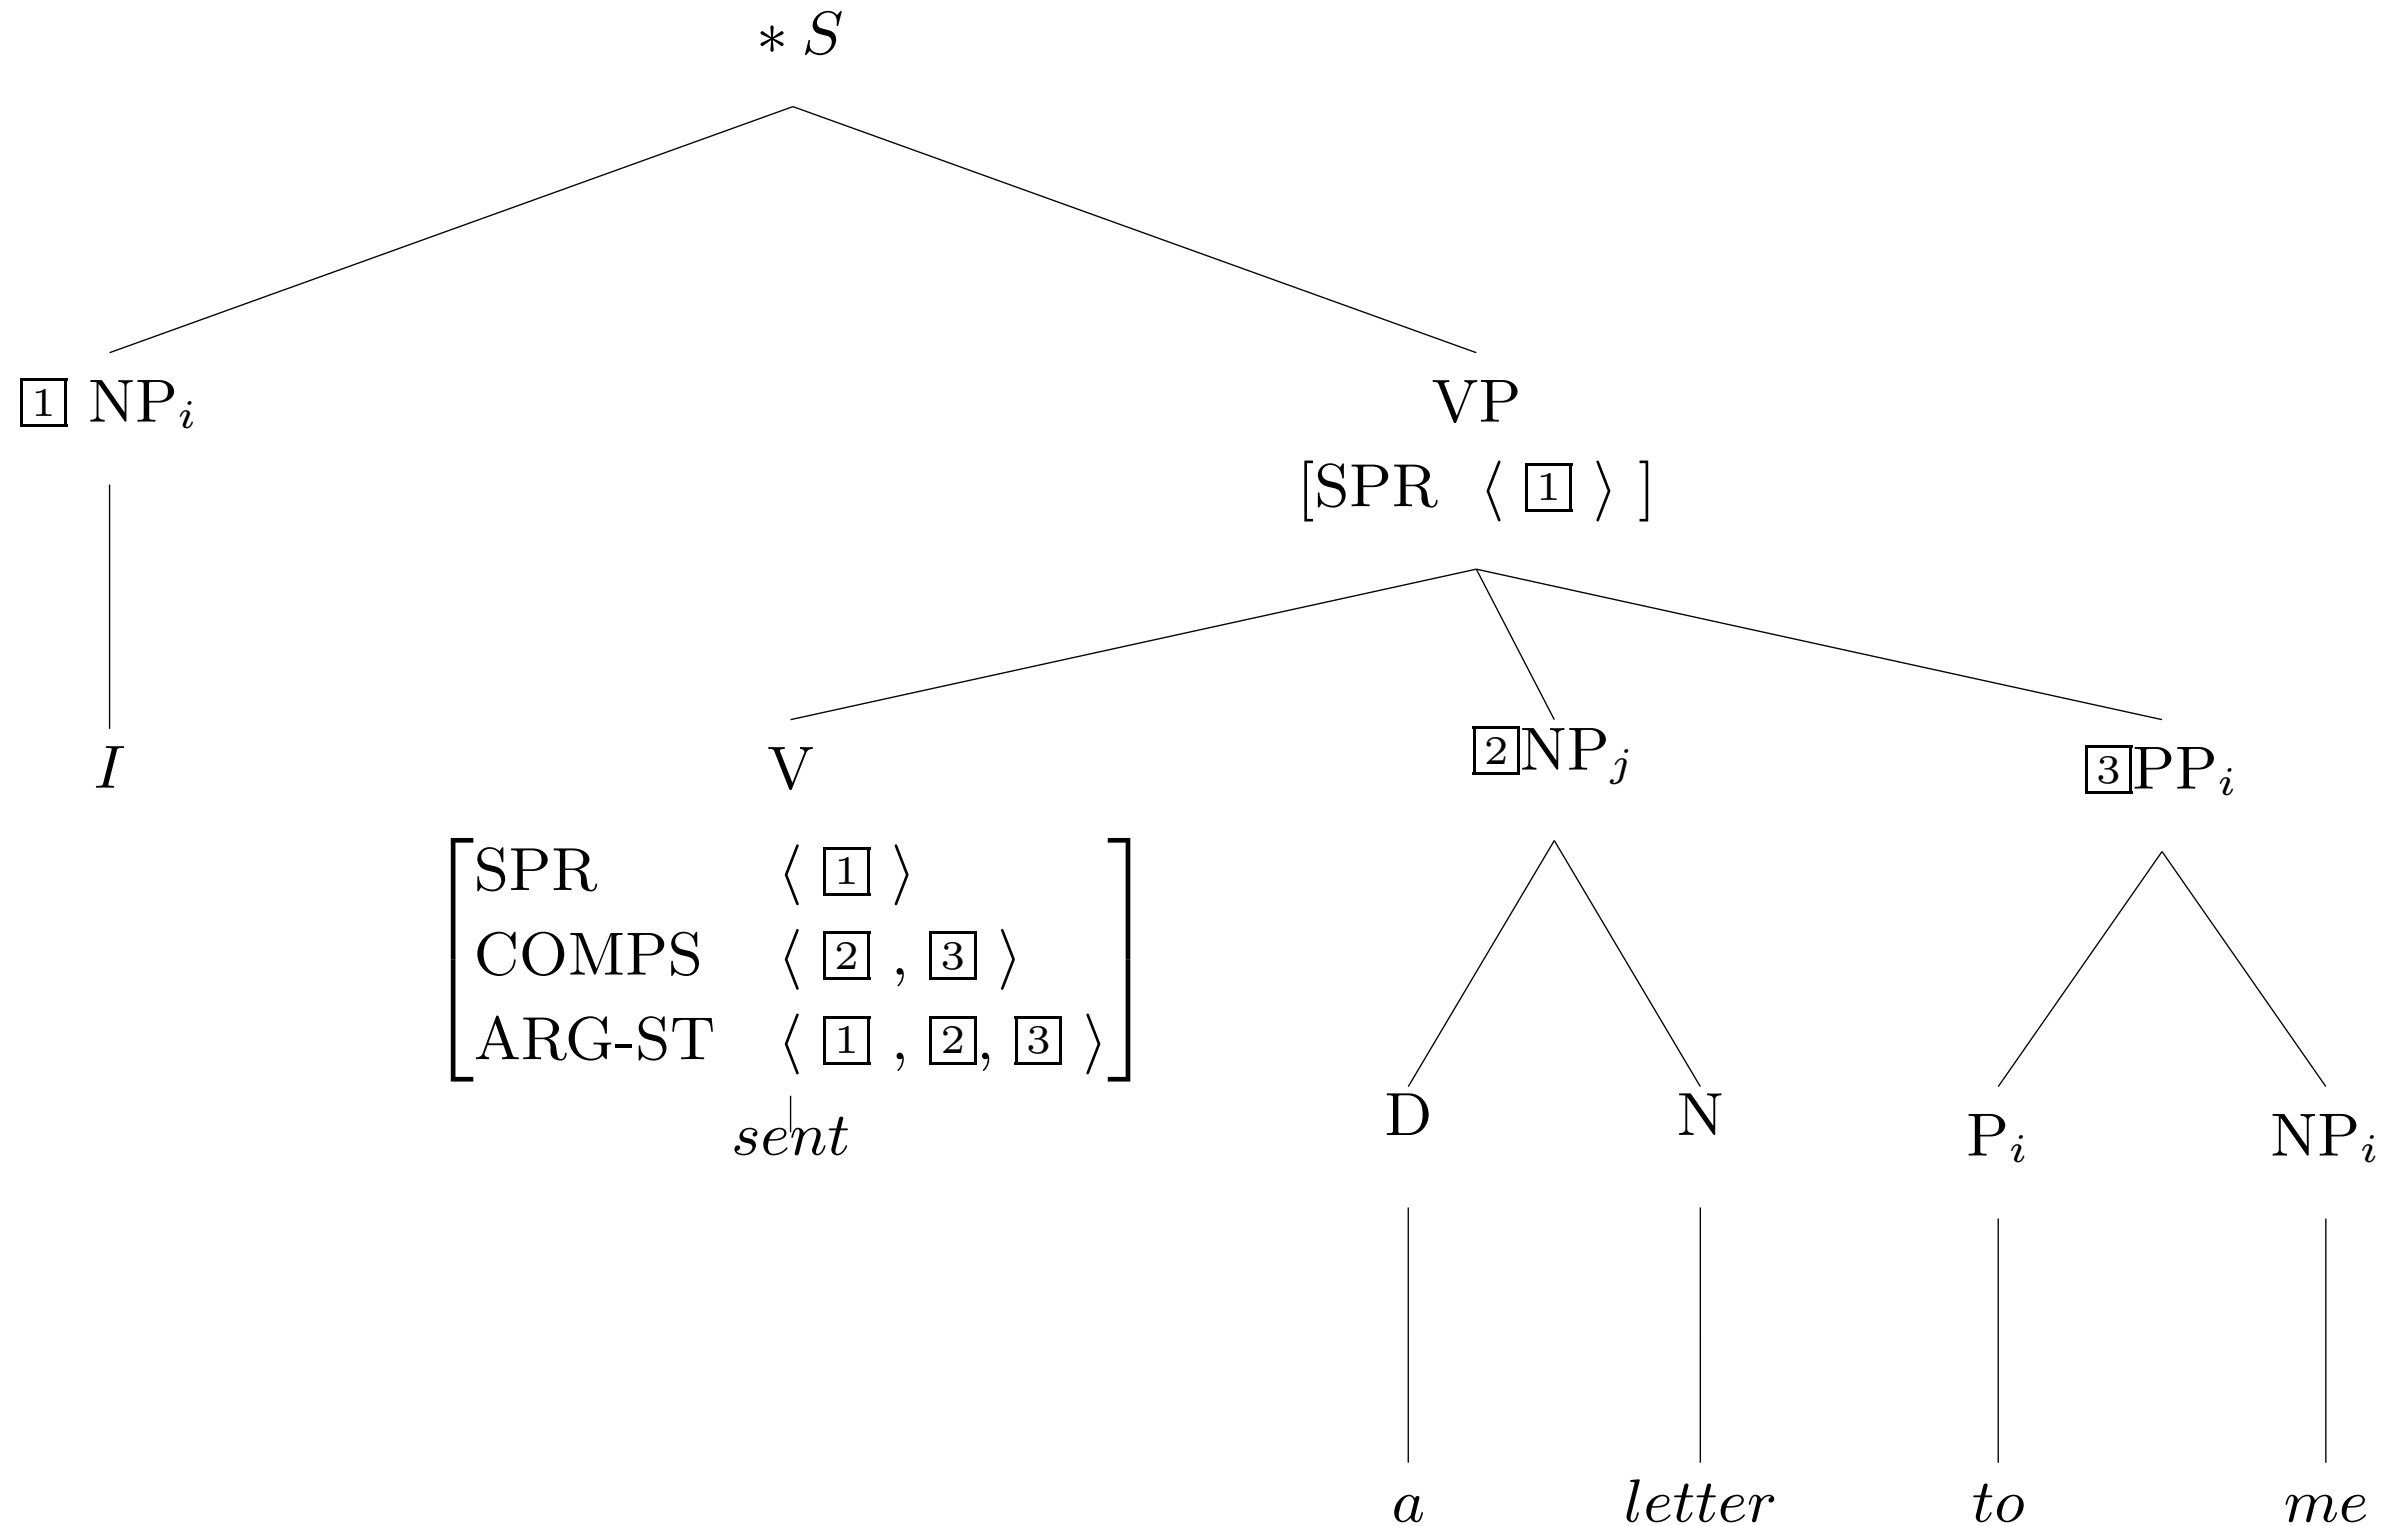 * S
1 NP_i VP
[SPR ⟨ 1 ⟩ ]
I V 2NP_j 3PP_i
SPR ⟨ 1 ⟩
COMPS ⟨ 2 , 3 ⟩
ARG-ST ⟨ 1 , 2, 3 ⟩
sent D N P_i NP_i
a letter to me